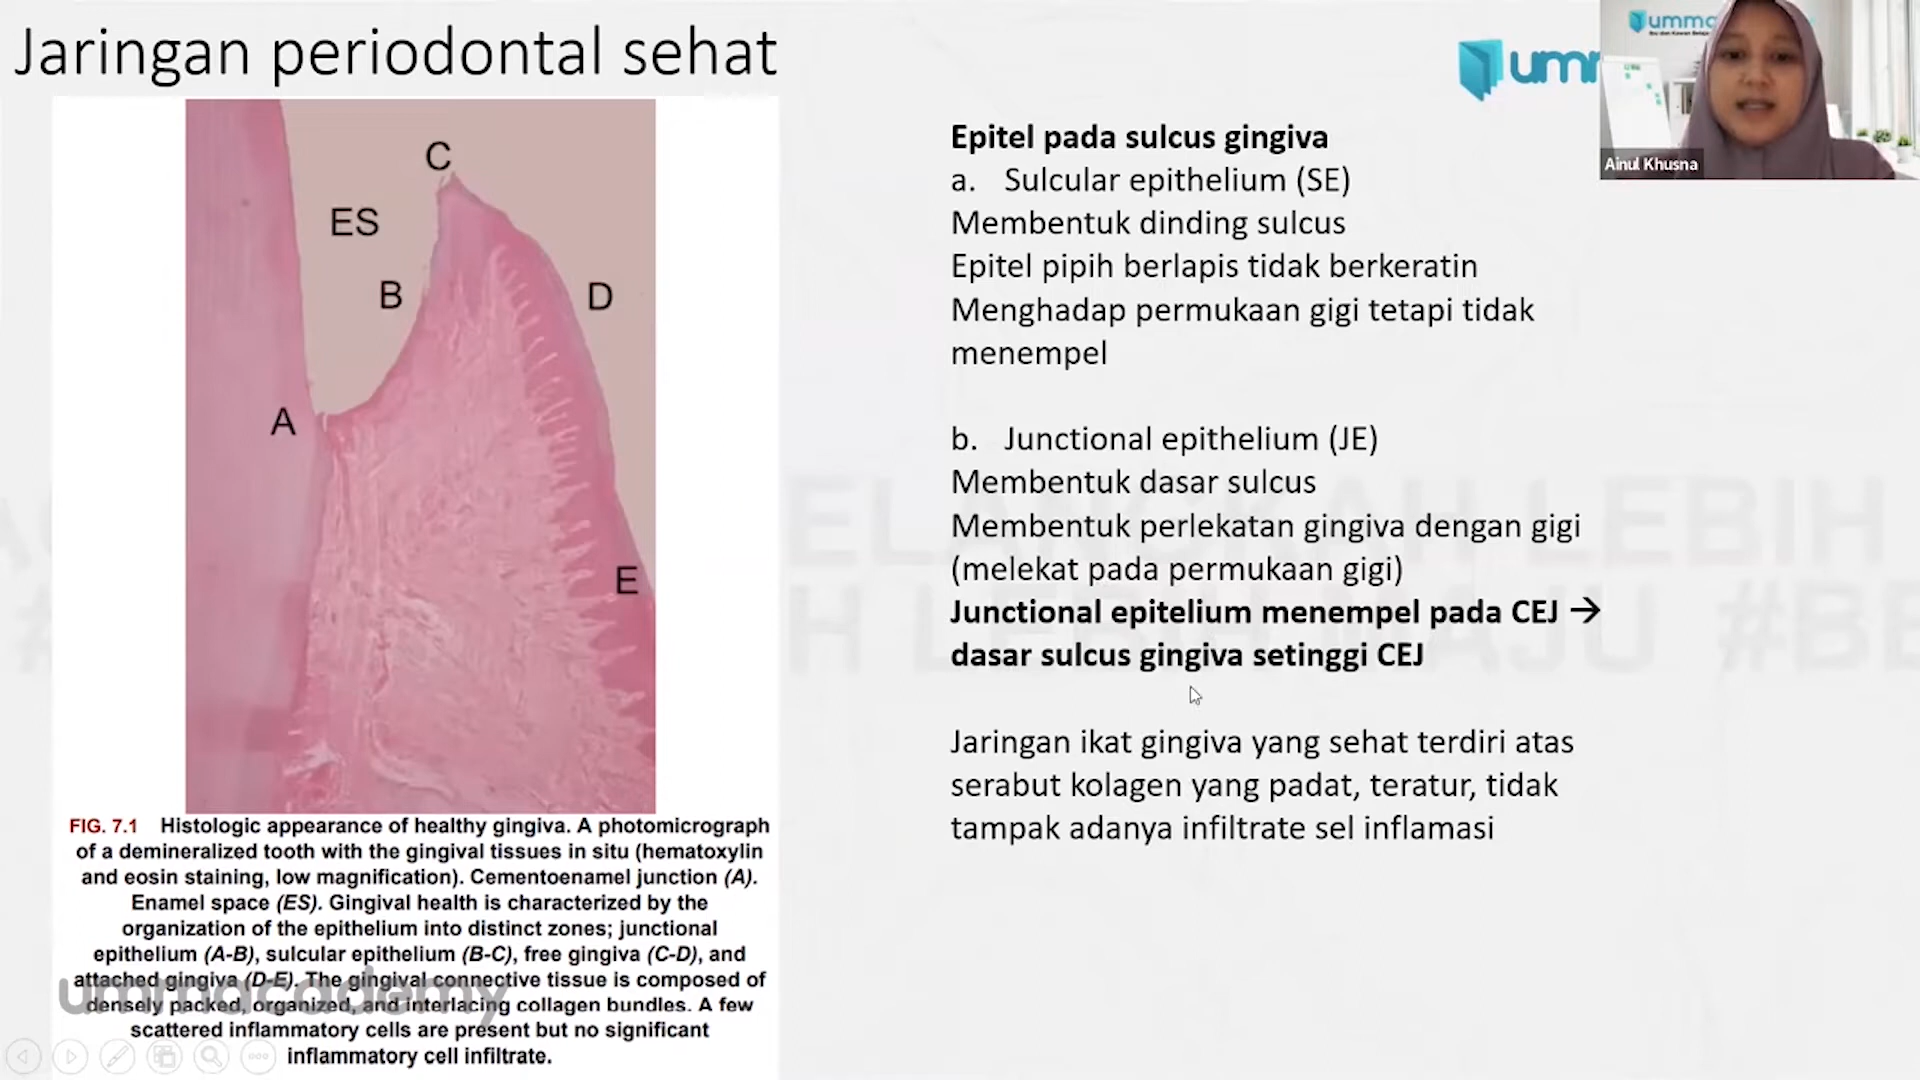 Jaringan periodontal sehat
umm
umma
Ainul Khusna
C
ES
B
D
A
E
FIG. 7.1 Histologic appearance of healthy gingiva. A photomicrograph
of a demineralized tooth with the gingival tissues in situ (hematoxylin
and eosin staining, low magnification). Cementoenamel junction (A).
Enamel space (ES). Gingival health is characterized by the
organization of the epithelium into distinct zones; junctional
epithelium (A-B), sulcular epithelium (B-C), free gingiva (C-D), and
attached gingiva (D-E). The gingival connective tissue is composed of
densely packed, organized, and interlacing collagen bundles. A few
scattered inflammatory cells are present but no significant
inflammatory cell infiltrate.
ummacademy
Epitel pada sulcus gingiva
a. Sulcular epithelium (SE)
Membentuk dinding sulcus
Epitel pipih berlapis tidak berkeratin
Menghadap permukaan gigi tetapi tidak
menempel
b. Junctional epithelium (JE)
Membentuk dasar sulcus
Membentuk perlekatan gingiva dengan gigi
(melekat pada permukaan gigi)
Junctional epitelium menempel pada CEJ →
dasar sulcus gingiva setinggi CEJ
Jaringan ikat gingiva yang sehat terdiri atas
serabut kolagen yang padat, teratur, tidak
tampak adanya infiltrate sel inflamasi